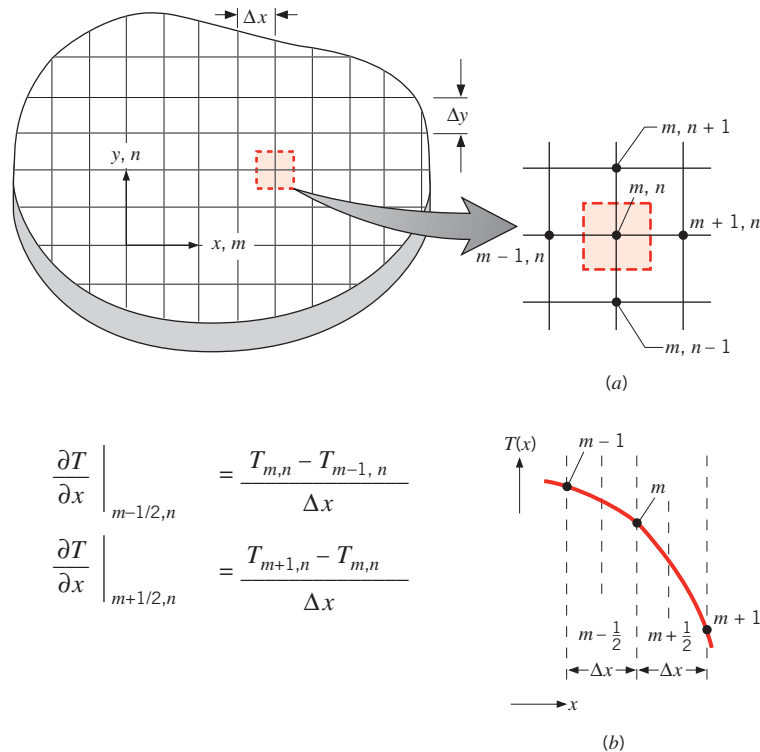 Δx
Δy
y, n
x, m
m, n + 1
m, n
m + 1, n
m − 1, n
m, n − 1
(a)
∂T/∂x |m−1/2,n = (Tm,n − Tm−1, n)/Δx
∂T/∂x |m+1/2,n = (Tm+1,n − Tm,n)/Δx
T(x)
m − 1
m
m + 1
m − 1/2
m + 1/2
Δx
Δx
x
(b)